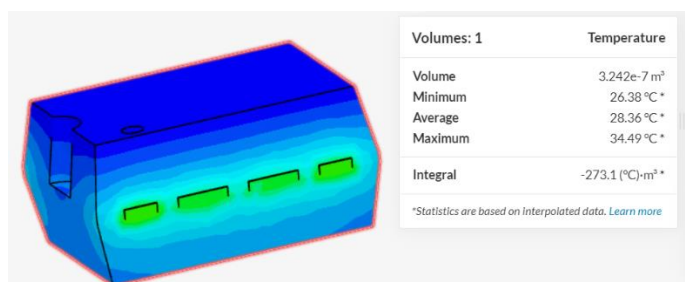 Volumes: 1 Temperature
Volume 3.242e-7 m³
Minimum 26.38 °C *
Average 28.36 °C *
Maximum 34.49 °C *
Integral -273.1 (°C)·m³ *
*Statistics are based on interpolated data. Learn more